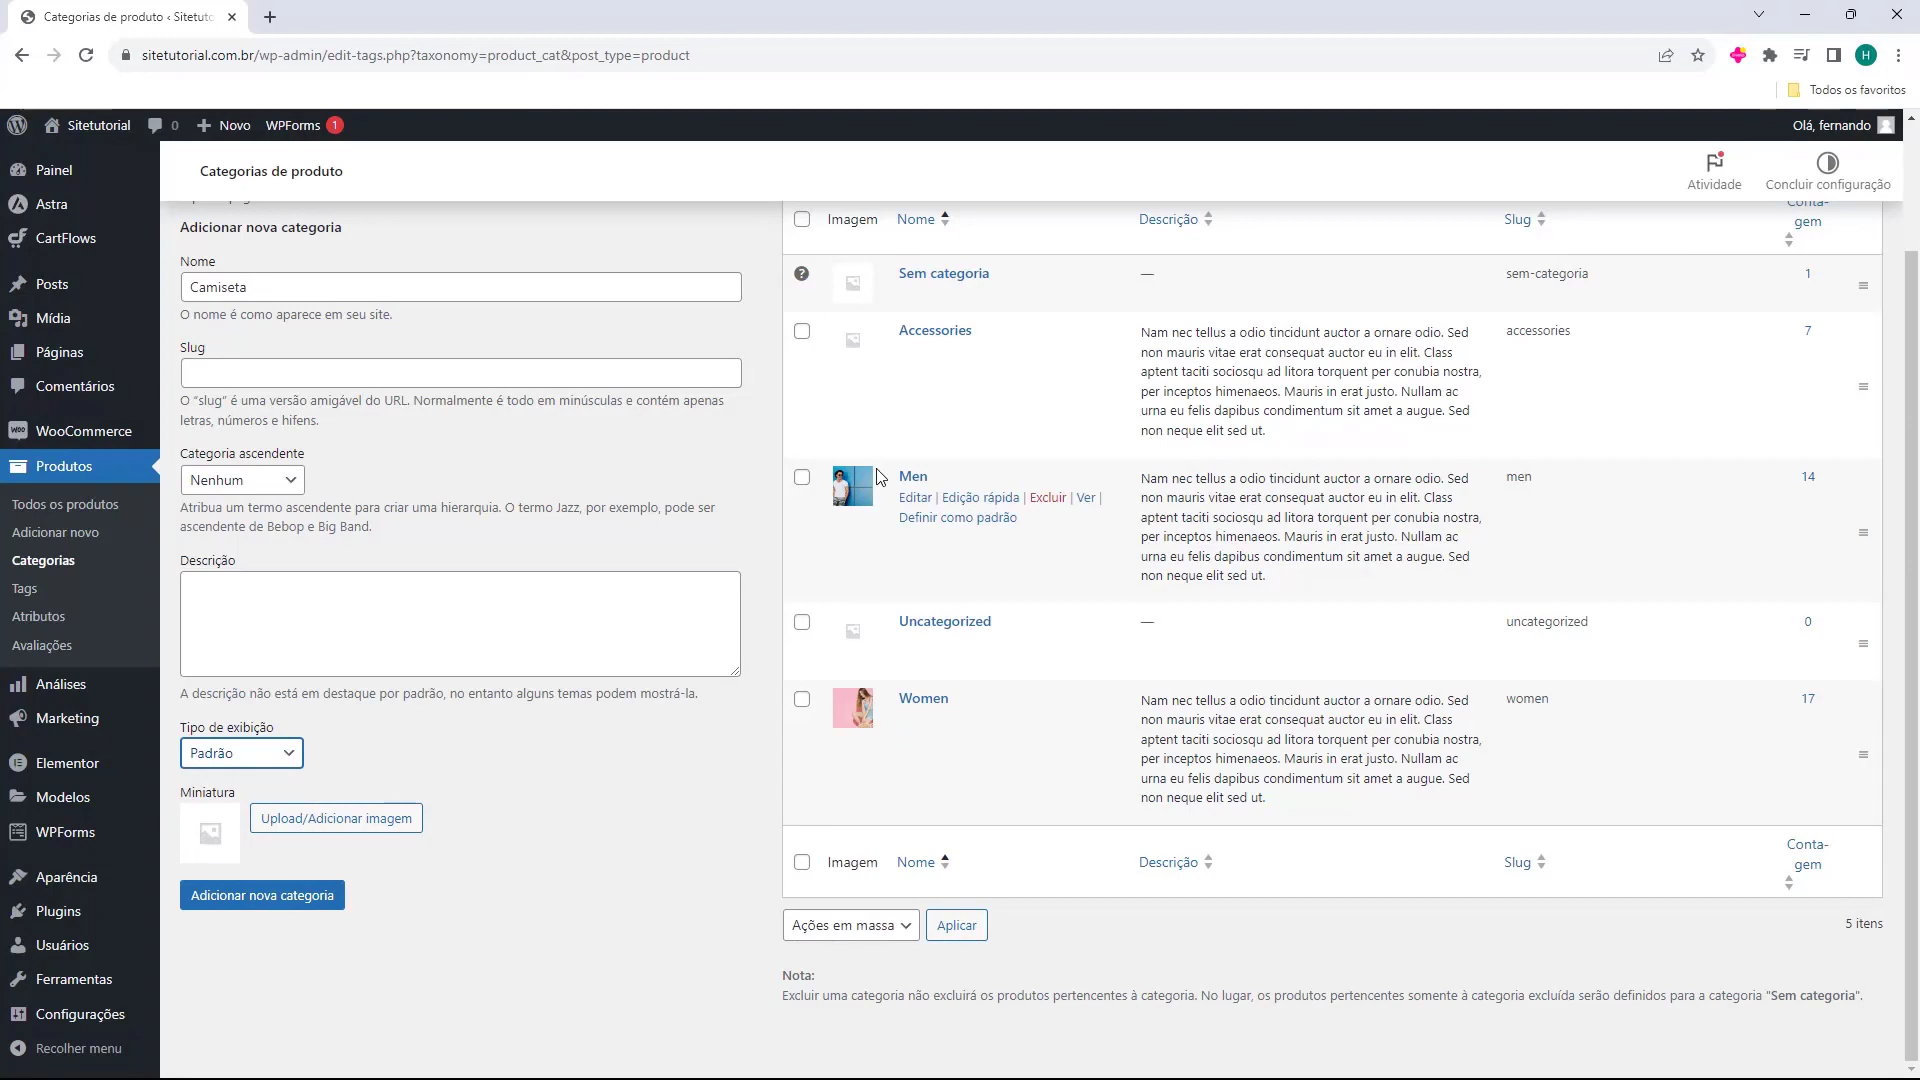 Categorias de produto ‹ Sitetuto
sitetutorial.com.br/wp-admin/edit-tags.php?taxonomy=product_cat&post_type=product
H
Todos os favoritos
Sitetutorial 0 Novo WPForms 1
Olá, fernando
Categorias de produto
Atividade
Concluir configuração
Painel
Astra
CartFlows
Posts
Mídia
Páginas
Comentários
WooCommerce
Produtos
Todos os produtos
Adicionar novo
Categorias
Tags
Atributos
Avaliações
Análises
Marketing
Elementor
Modelos
WPForms
Aparência
Plugins
Usuários
Ferramentas
Configurações
Recolher menu
Adicionar nova categoria
Nome
Camiseta
O nome é como aparece em seu site.
Slug
O “slug” é uma versão amigável do URL. Normalmente é todo em minúsculas e contém apenas
letras, números e hifens.
Categoria ascendente
Nenhum
Atribua um termo ascendente para criar uma hierarquia. O termo Jazz, por exemplo, pode ser
ascendente de Bebop e Big Band.
Descrição
A descrição não está em destaque por padrão, no entanto alguns temas podem mostrá-la.
Tipo de exibição
Padrão
Miniatura
Upload/Adicionar imagem
Adicionar nova categoria
Imagem Nome Descrição Slug Conta-
gem
Sem categoria — sem-categoria 1
Accessories
Nam nec tellus a odio tincidunt auctor a ornare odio. Sed
non mauris vitae erat consequat auctor eu in elit. Class
aptent taciti sociosqu ad litora torquent per conubia nostra,
per inceptos himenaeos. Mauris in erat justo. Nullam ac
urna eu felis dapibus condimentum sit amet a augue. Sed
non neque elit sed ut.
accessories 7
Men
Editar | Edição rápida | Excluir | Ver |
Definir como padrão
Nam nec tellus a odio tincidunt auctor a ornare odio. Sed
non mauris vitae erat consequat auctor eu in elit. Class
aptent taciti sociosqu ad litora torquent per conubia nostra,
per inceptos himenaeos. Mauris in erat justo. Nullam ac
urna eu felis dapibus condimentum sit amet a augue. Sed
non neque elit sed ut.
men 14
Uncategorized — uncategorized 0
Women
Nam nec tellus a odio tincidunt auctor a ornare odio. Sed
non mauris vitae erat consequat auctor eu in elit. Class
aptent taciti sociosqu ad litora torquent per conubia nostra,
per inceptos himenaeos. Mauris in erat justo. Nullam ac
urna eu felis dapibus condimentum sit amet a augue. Sed
non neque elit sed ut.
women 17
Imagem Nome Descrição Slug Conta-
gem
Ações em massa Aplicar
5 itens
Nota:
Excluir uma categoria não excluirá os produtos pertencentes à categoria. No lugar, os produtos pertencentes somente à categoria excluída serão definidos para a categoria "Sem categoria".